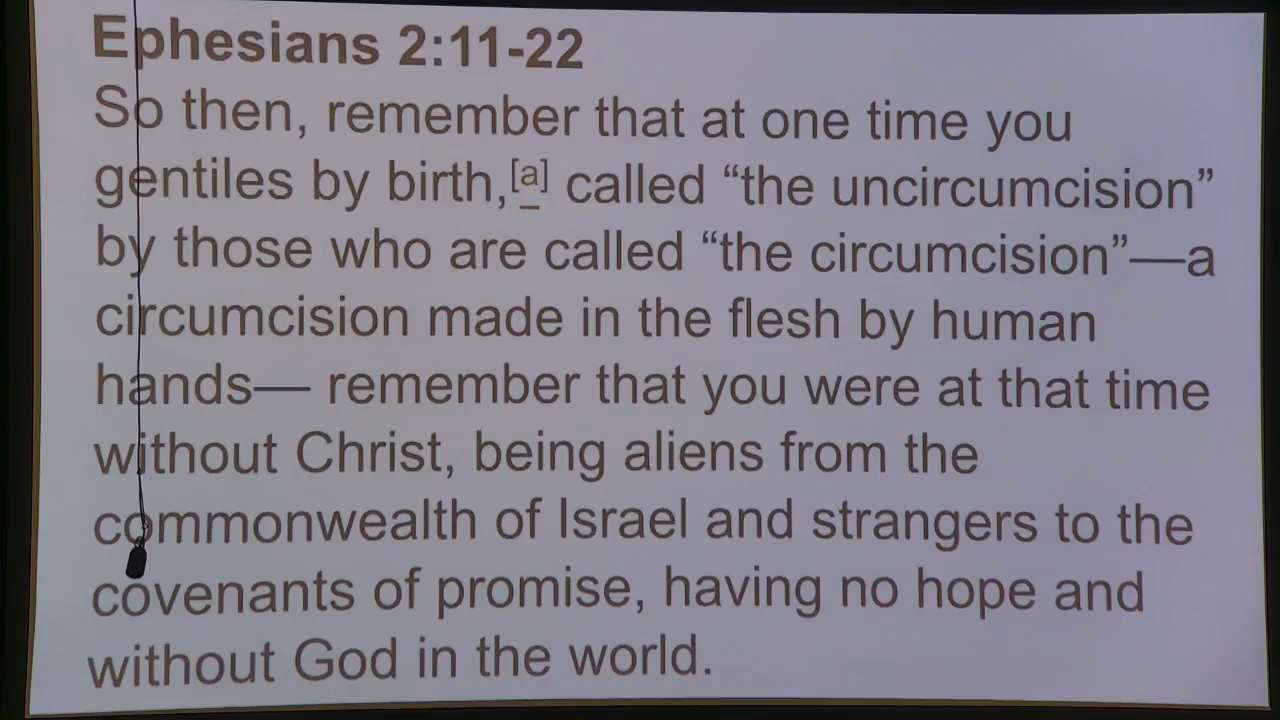 Ephesians 2:11-22
So then, remember that at one time you
gentiles by birth,[a] called “the uncircumcision”
by those who are called “the circumcision”—a
circumcision made in the flesh by human
hands— remember that you were at that time
without Christ, being aliens from the
commonwealth of Israel and strangers to the
covenants of promise, having no hope and
without God in the world.